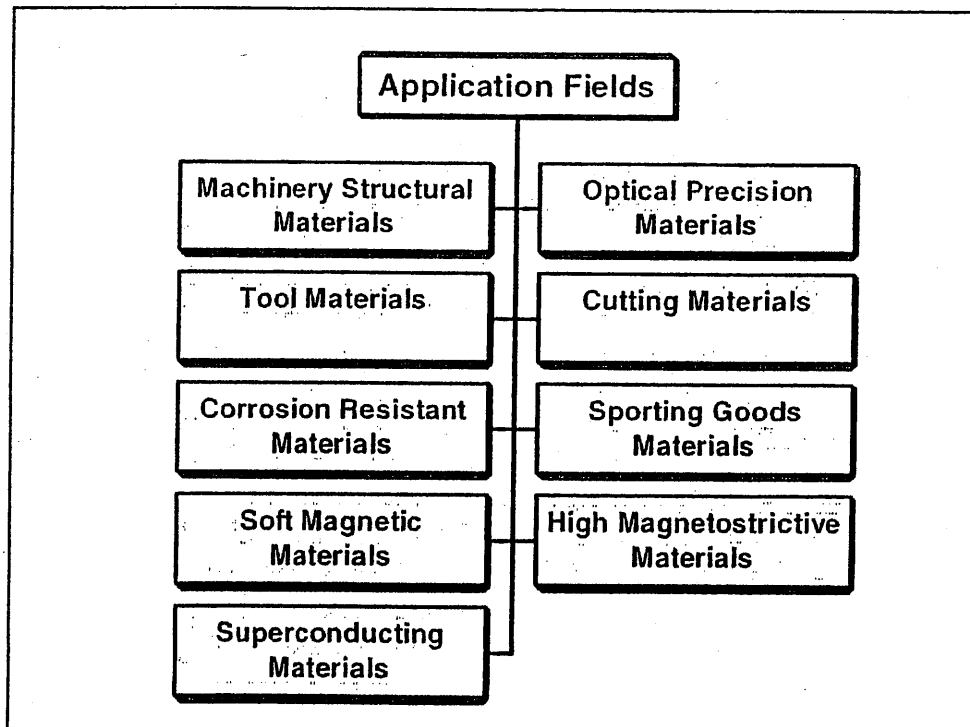 Application Fields
Machinery Structural
Materials
Optical Precision
Materials
Tool Materials
Cutting Materials
Corrosion Resistant
Materials
Sporting Goods
Materials
Soft Magnetic
Materials
High Magnetostrictive
Materials
Superconducting
Materials